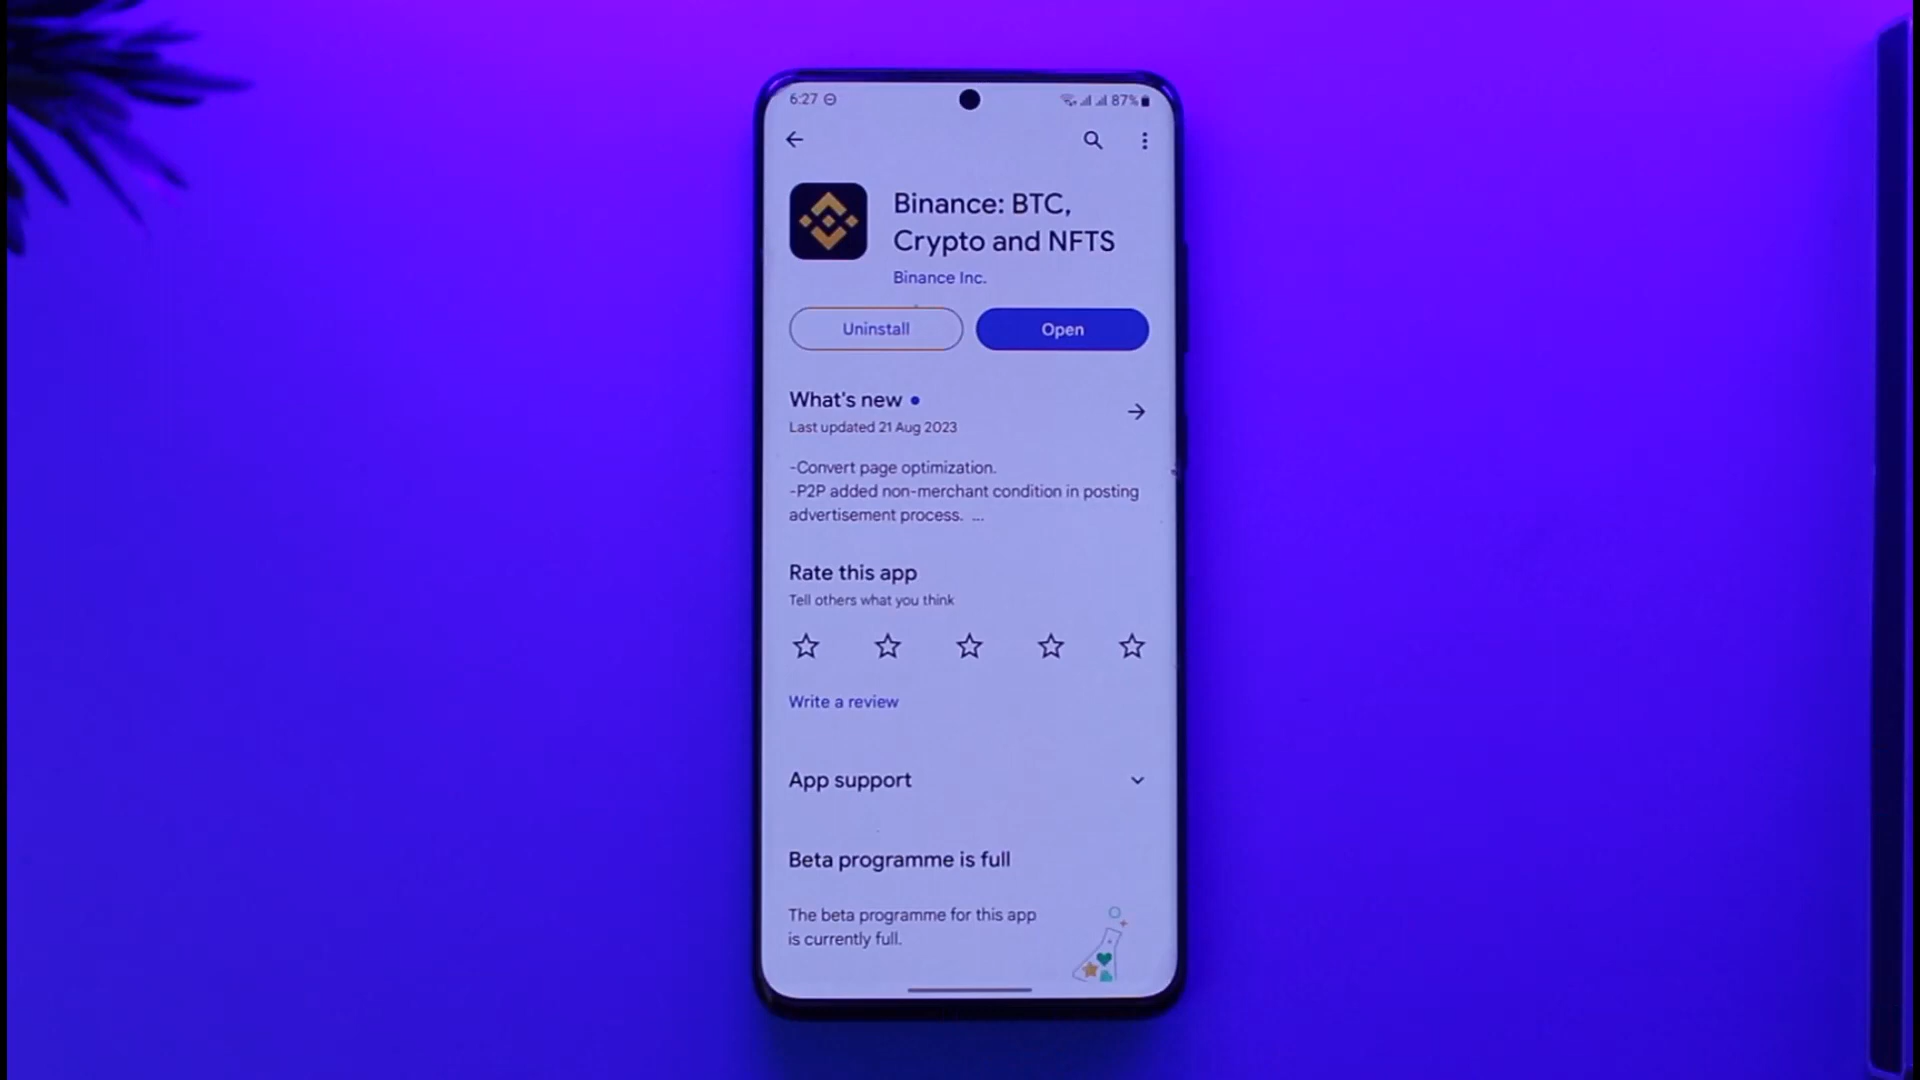 6:27
87%
Binance: BTC,
Crypto and NFTS
Binance Inc.
Uninstall
Open
What's new
Last updated 21 Aug 2023
-Convert page optimization.
-P2P added non-merchant condition in posting
advertisement process. ...
Rate this app
Tell others what you think
Write a review
App support
Beta programme is full
The beta programme for this app
is currently full.